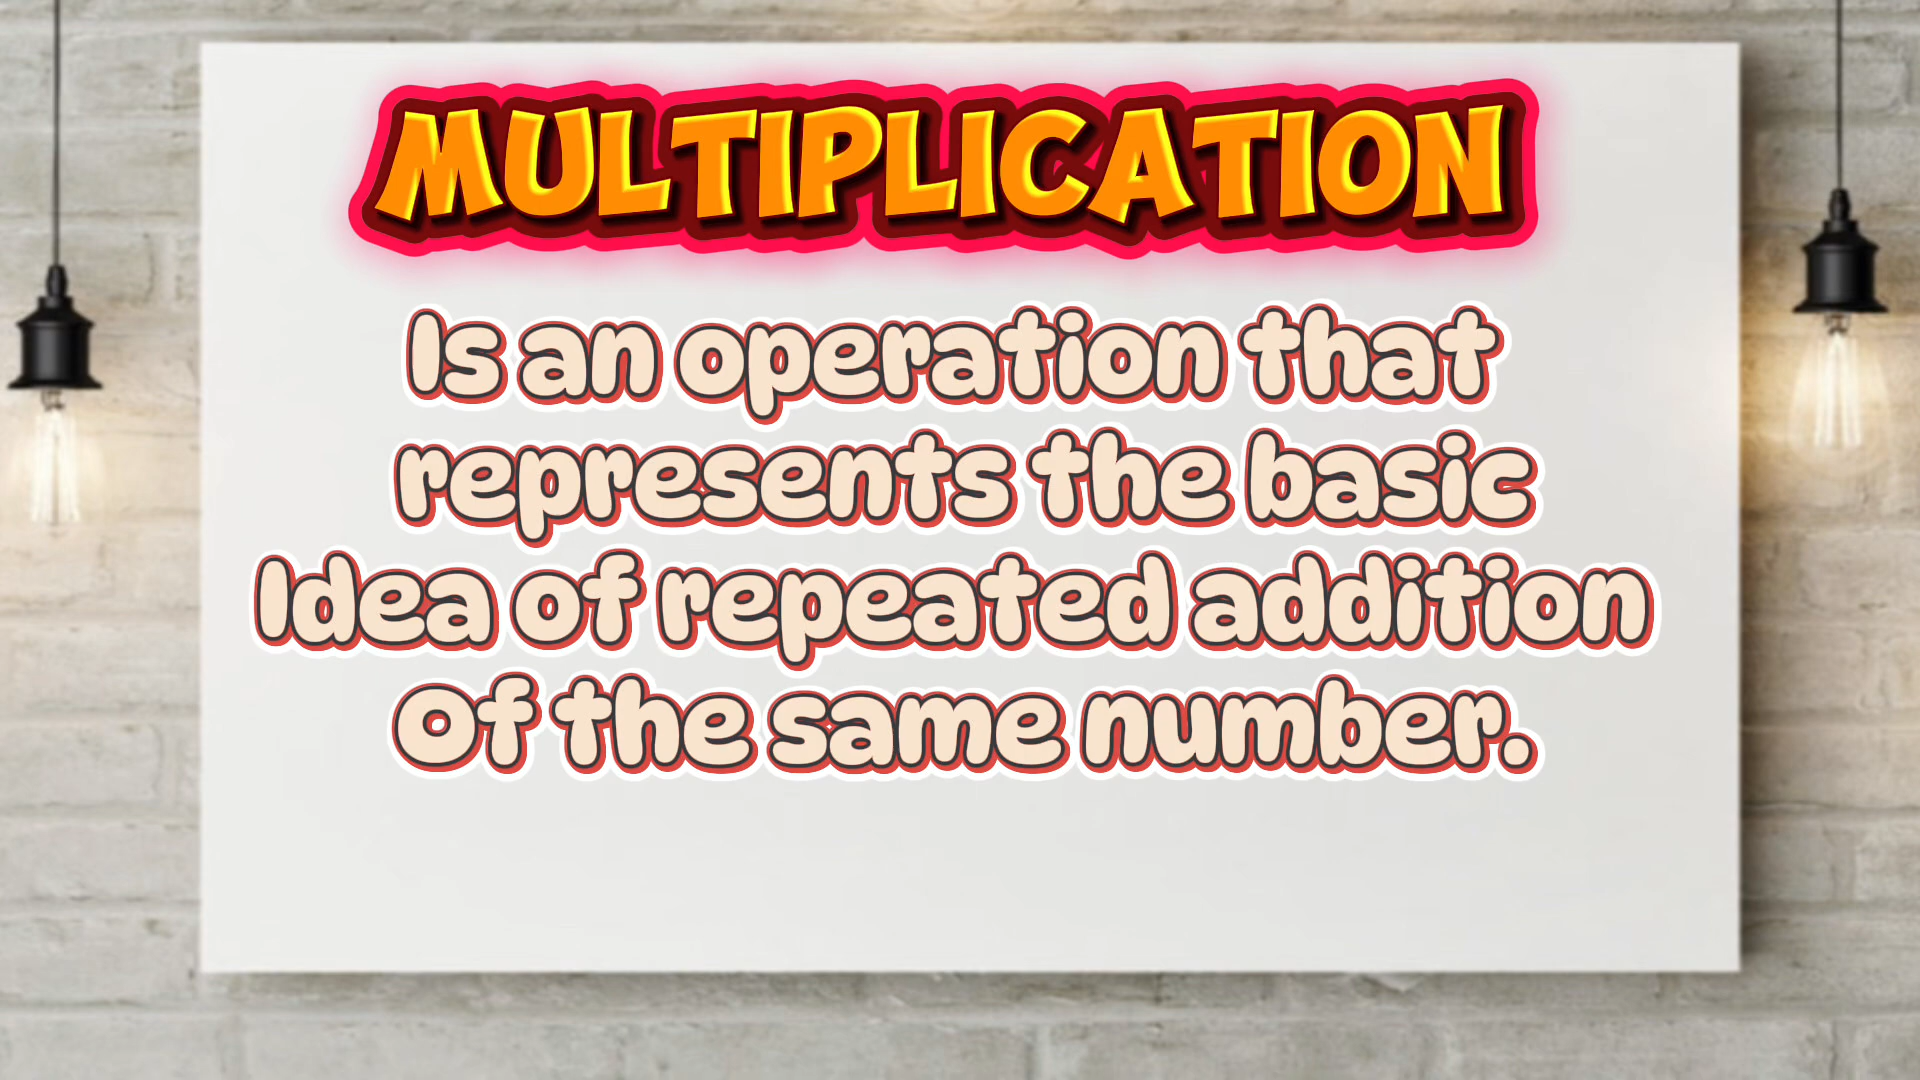 MULTIPLICATION
Is an operation that
represents the basic
Idea of repeated addition
Of the same number.